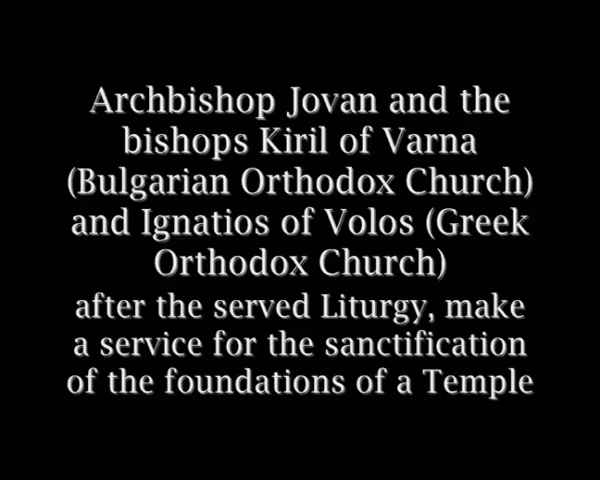 Archbishop Jovan and the
bishops Kiril of Varna
(Bulgarian Orthodox Church)
and Ignatios of Volos (Greek
Orthodox Church)
after the served Liturgy, make
a service for the sanctification
of the foundations of a Temple